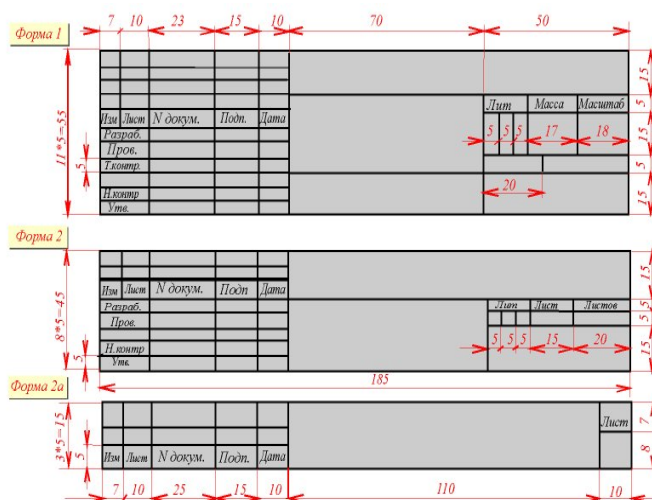 7 10 23 15 10 70 50
Форма 1
11*5=55
15
5
Лит Масса Масштаб
Изм Лист N докум. Подп. Дата
5 5 5 17 18
15
Разраб.
Пров.
5
Т.контр.
5
20
Н.контр
15
Утв.
Форма 2
8*5=45
15
Изм Лист N докум. Подп Дата
Разраб.
Лит Лист Листов
5
Пров.
5
5 5 5 15 20
15
Н.контр
5
Утв.
185
Форма 2а
3*5=15
Лист
7
5
Изм Лист N докум. Подп. Дата
8
7 10 25 15 10 110 10